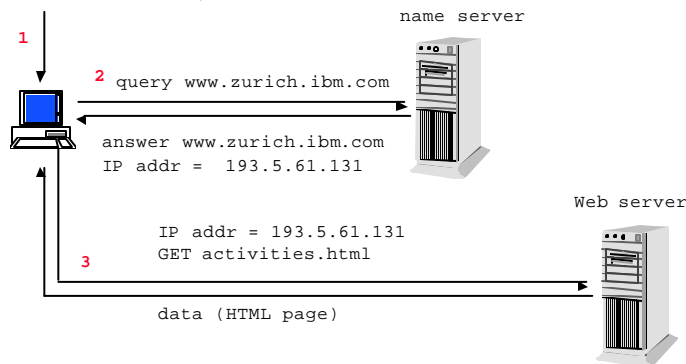 name server
1
2 query www.zurich.ibm.com
answer www.zurich.ibm.com
IP addr = 193.5.61.131
Web server
IP addr = 193.5.61.131
GET activities.html
3
data (HTML page)